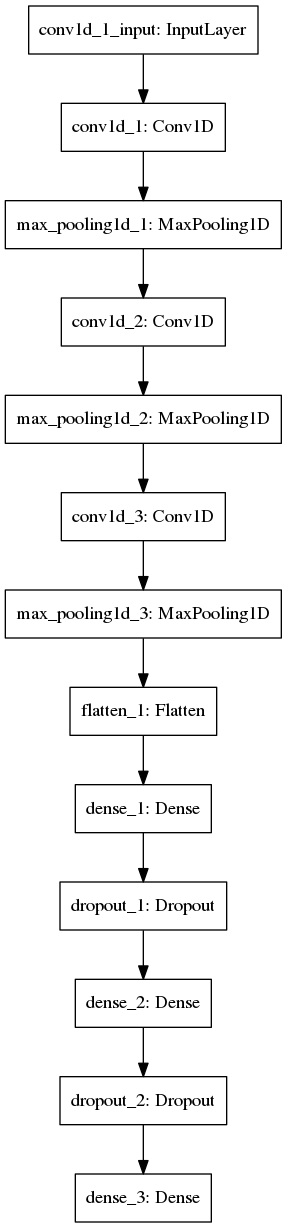 conv1d_1_input: InputLayer
conv1d_1: Conv1D
max_pooling1d_1: MaxPooling1D
conv1d_2: Conv1D
max_pooling1d_2: MaxPooling1D
conv1d_3: Conv1D
max_pooling1d_3: MaxPooling1D
flatten_1: Flatten
dense_1: Dense
dropout_1: Dropout
dense_2: Dense
dropout_2: Dropout
dense_3: Dense